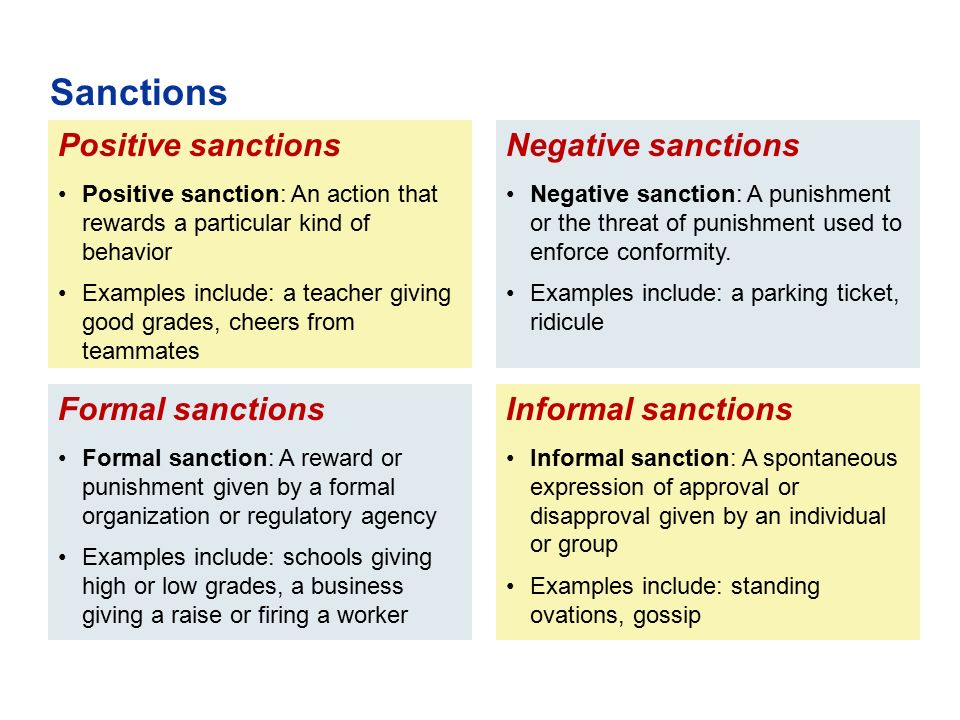 Sanctions
Positive sanctions
• Positive sanction: An action that
rewards a particular kind of
behavior
• Examples include: a teacher giving
good grades, cheers from
teammates
Negative sanctions
• Negative sanction: A punishment
or the threat of punishment used to
enforce conformity.
• Examples include: a parking ticket,
ridicule
Formal sanctions
• Formal sanction: A reward or
punishment given by a formal
organization or regulatory agency
• Examples include: schools giving
high or low grades, a business
giving a raise or firing a worker
Informal sanctions
• Informal sanction: A spontaneous
expression of approval or
disapproval given by an individual
or group
• Examples include: standing
ovations, gossip